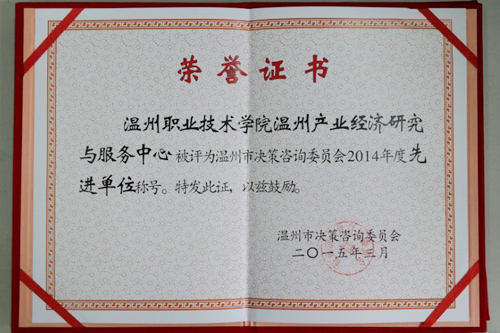 荣誉证书
温州职业技术学院温州产业经济研究
与服务中心被评为温州市决策咨询委员会2014年度先
进单位称号。特发此证，以兹鼓励。
温州市决策咨询委员会
二〇一五年三月